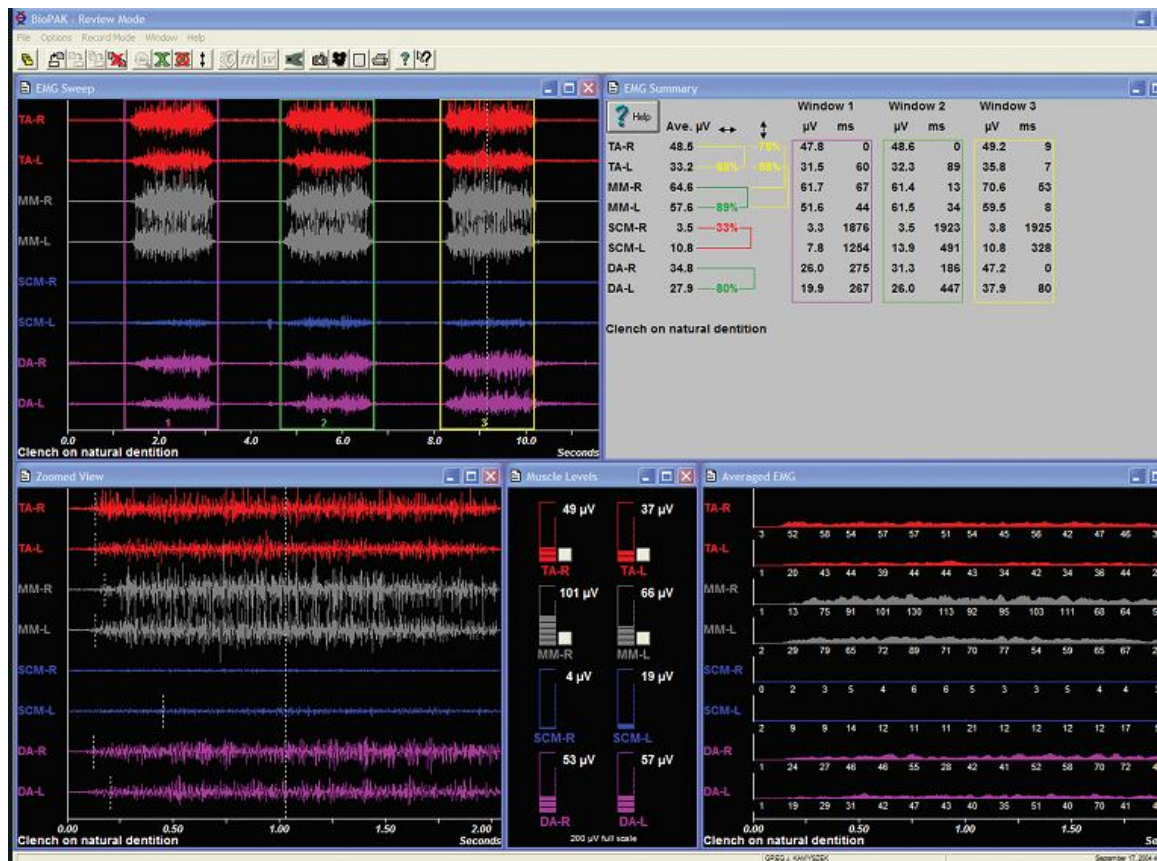 BioPAK - Review Mode
File Options Record Mode Window Help
EMG Sweep
TA-R
TA-L
MM-R
MM-L
SCM-R
SCM-L
DA-R
DA-L
1 2 3
0.0 2.0 4.0 6.0 8.0 10.0
Clench on natural dentition Seconds
EMG Summary
Help
Window 1 Window 2 Window 3
Ave. µV µV ms µV ms µV ms
TA-R 48.5 78% 47.8 0 48.6 0 49.2 9
TA-L 33.2 68% 31.5 60 32.3 89 35.8 7
MM-R 64.6 61.7 67 61.4 13 70.6 53
MM-L 57.6 89% 51.6 44 61.5 34 59.5 8
SCM-R 3.5 33% 3.3 1876 3.5 1923 3.8 1925
SCM-L 10.8 7.8 1254 13.9 491 10.8 328
DA-R 34.8 26.0 275 31.3 186 47.2 0
DA-L 27.9 80% 19.9 267 26.0 447 37.9 80
Clench on natural dentition
Zoomed View
TA-R
TA-L
MM-R
MM-L
SCM-R
SCM-L
DA-R
DA-L
0.00 0.50 1.00 1.50 2.00
Clench on natural dentition Seconds
Muscle Levels
49 µV 37 µV
TA-R TA-L
101 µV 66 µV
MM-R MM-L
4 µV 19 µV
SCM-R SCM-L
53 µV 57 µV
DA-R DA-L
200 µV full scale
Averaged EMG
TA-R
3 52 58 54 57 57 51 54 45 56 42 47 46
TA-L
1 20 43 44 39 44 44 43 34 42 34 36 44
MM-R
1 13 75 91 101 130 113 92 95 103 111 68 64
MM-L
2 29 79 65 72 89 71 70 77 54 59 65 67
SCM-R
0 2 3 5 4 6 6 5 3 3 5 4 4
SCM-L
2 9 9 14 12 11 11 21 12 12 12 17
DA-R
1 24 27 46 46 55 28 42 41 52 58 70 72
DA-L
1 19 29 31 42 47 43 40 35 51 40 70 41
0.00 0.50 1.00 1.50
Clench on natural dentition Seconds
GREG J. KAMYSZEK September 17, 2004